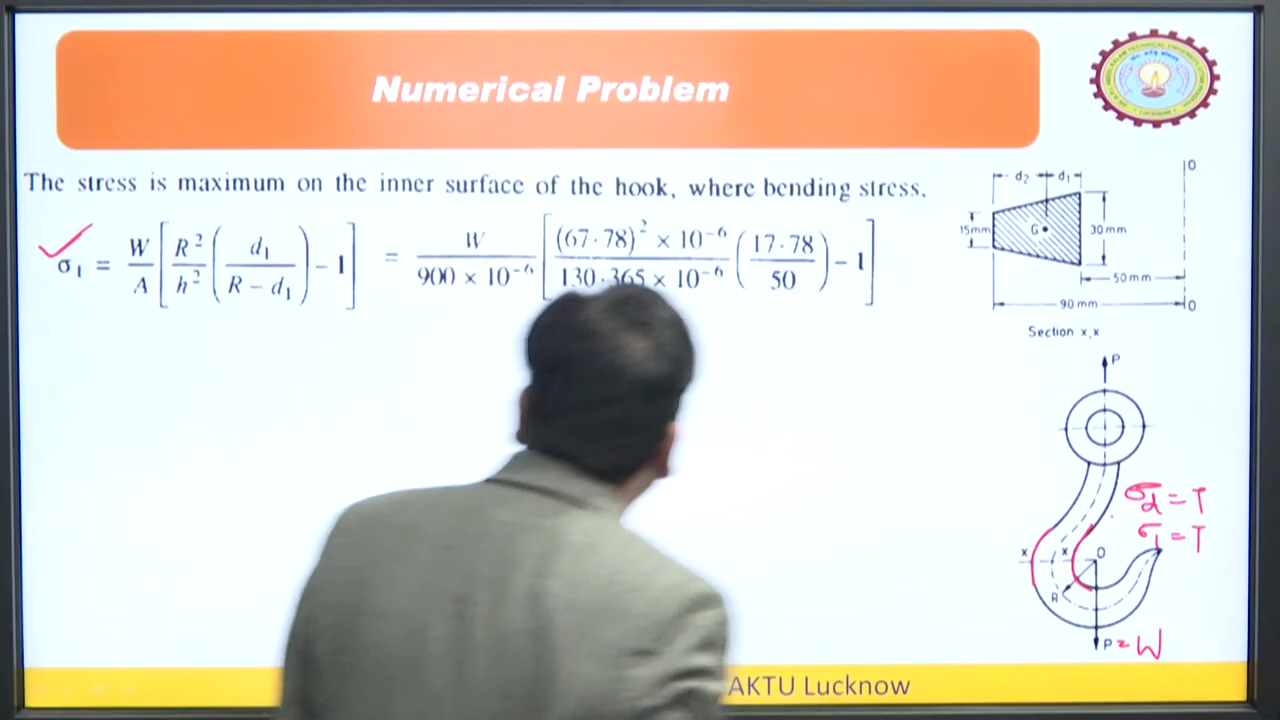 Numerical Problem
The stress is maximum on the inner surface of the hook, where bending stress.
σ₁ = W/A [R²/h² (d₁/(R − d₁)) − 1] = W/(900 × 10⁻⁶) [(67·78)² × 10⁻⁶/(130·365 × 10⁻⁶) (17·78/50) − 1]
O
d₂ d₁
15mm G 30 mm
50 mm
90 mm O
Section x,x
P
σd = T
σ₁ = T
x x O
R
P = W
AKTU Lucknow